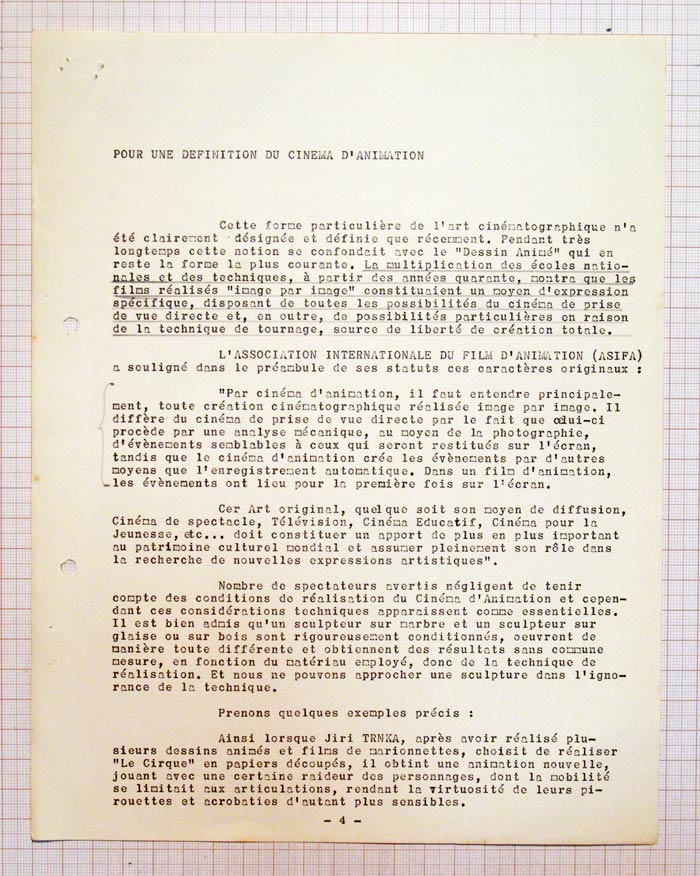 POUR UNE DEFINITION DU CINEMA D'ANIMATION
Cette forme particulière de l'art cinématographique n'a
été clairement désignée et définie que récemment. Pendant très
longtemps cette notion se confondait avec le "Dessin Animé" qui en
reste la forme la plus courante. La multiplication des écoles natio-
nales et des techniques, à partir des années quarante, montra que les
films réalisés "image par image" constituaient un moyen d'expression
spécifique, disposant de toutes les possibilités du cinéma de prise
de vue directe et, en outre, de possibilités particulières en raison
de la technique de tournage, source de liberté de création totale.
L'ASSOCIATION INTERNATIONALE DU FILM D'ANIMATION (ASIFA)
a souligné dans le préambule de ses statuts ces caractères originaux :
"Par cinéma d'animation, il faut entendre principale-
ment, toute création cinématographique réalisée image par image. Il
diffère du cinéma de prise de vue directe par le fait que celui-ci
procède par une analyse mécanique, au moyen de la photographie,
d'évènements semblables à ceux qui seront restitués sur l'écran,
tandis que le cinéma d'animation crée les évènements par d'autres
moyens que l'enregistrement automatique. Dans un film d'animation,
les évènements ont lieu pour la première fois sur l'écran.
Cer Art original, quelque soit son moyen de diffusion,
Cinéma de spectacle, Télévision, Cinéma Educatif, Cinéma pour la
Jeunesse, etc... doit constituer un apport de plus en plus important
au patrimoine culturel mondial et assumer pleinement son rôle dans
la recherche de nouvelles expressions artistiques".
Nombre de spectateurs avertis négligent de tenir
compte des conditions de réalisation du Cinéma d'Animation et cepen-
dant ces considérations techniques apparaissent comme essentielles.
Il est bien admis qu'un sculpteur sur marbre et un sculpteur sur
glaise ou sur bois sont rigoureusement conditionnés, oeuvrent de
manière toute différente et obtiennent des résultats sans commune
mesure, en fonction du matériau employé, donc de la technique de
réalisation. Et nous ne pouvons approcher une sculpture dans l'igno-
rance de la technique.
Prenons quelques exemples précis :
Ainsi lorsque Jiri TRNKA, après avoir réalisé plu-
sieurs dessins animés et films de marionnettes, choisit de réaliser
"Le Cirque" en papiers découpés, il obtint une animation nouvelle,
jouant avec une certaine raideur des personnages, dont la mobilité
se limitait aux articulations, rendant la virtuosité de leurs pi-
rouettes et acrobaties d'autant plus sensibles.
- 4 -